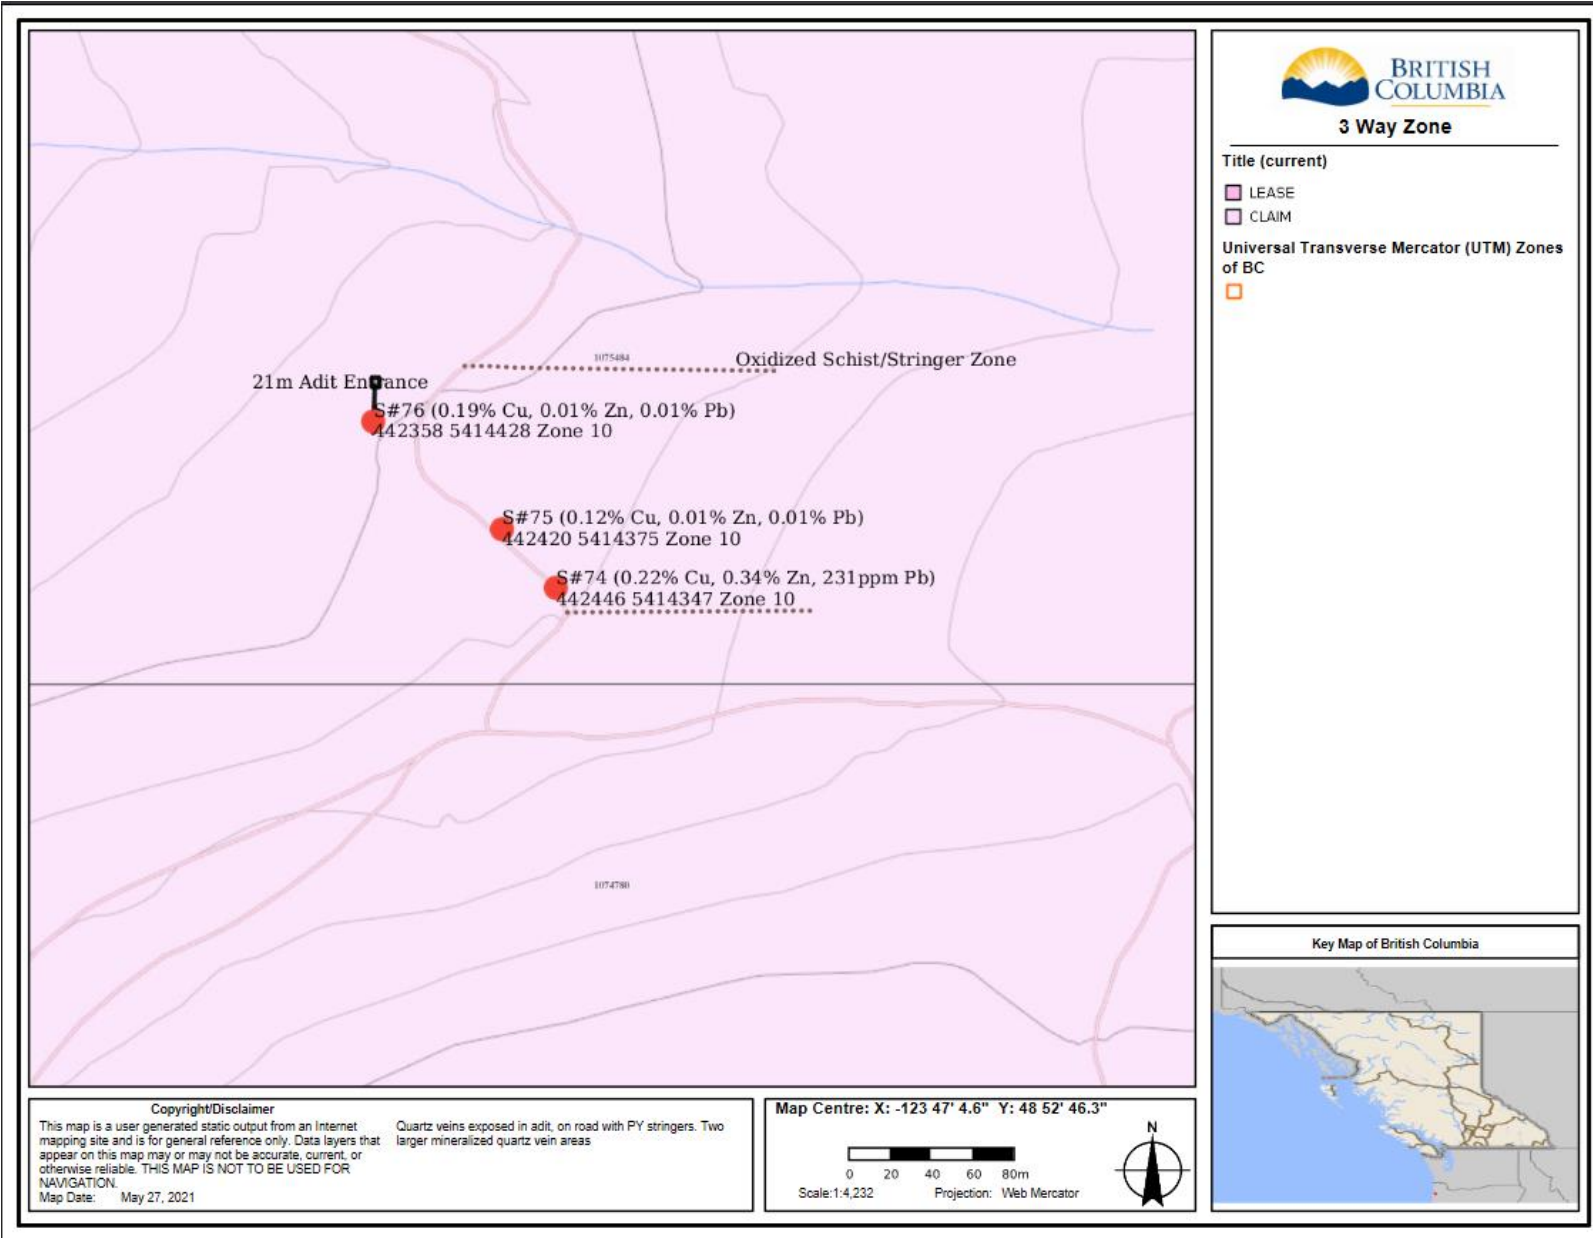 BRITISH
COLUMBIA
3 Way Zone
Title (current)
LEASE
CLAIM
Universal Transverse Mercator (UTM) Zones
of BC
1075484
Oxidized Schist/Stringer Zone
21m Adit Entrance
S#76 (0.19% Cu, 0.01% Zn, 0.01% Pb)
442358 5414428 Zone 10
S#75 (0.12% Cu, 0.01% Zn, 0.01% Pb)
442420 5414375 Zone 10
S#74 (0.22% Cu, 0.34% Zn, 231ppm Pb)
442446 5414347 Zone 10
1074780
Key Map of British Columbia
Copyright/Disclaimer
This map is a user generated static output from an Internet
mapping site and is for general reference only. Data layers that
appear on this map may or may not be accurate, current, or
otherwise reliable. THIS MAP IS NOT TO BE USED FOR
NAVIGATION.
Map Date: May 27, 2021
Quartz veins exposed in adit, on road with PY stringers. Two
larger mineralized quartz vein areas
Map Centre: X: -123 47' 4.6" Y: 48 52' 46.3"
0 20 40 60 80m
Scale:1:4,232 Projection: Web Mercator
N